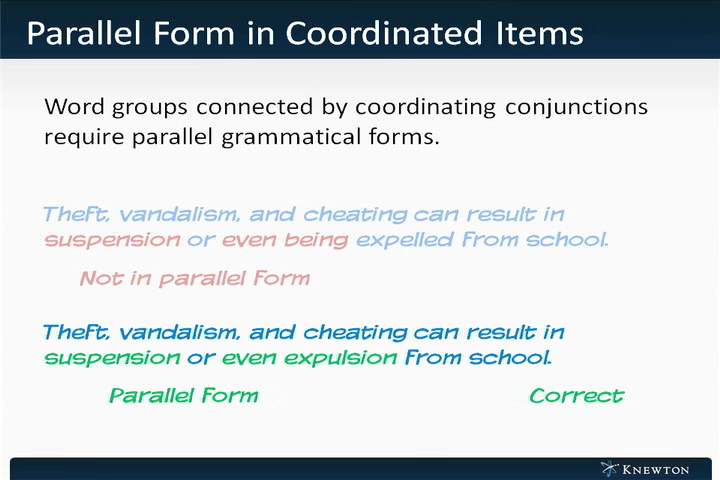 Parallel Form in Coordinated Items
Word groups connected by coordinating conjunctions
require parallel grammatical forms.
Theft, vandalism, and cheating can result in
suspension or even being expelled from school.
Not in parallel form
Theft, vandalism, and cheating can result in
suspension or even expulsion from school.
Parallel form Correct
KNEWTON